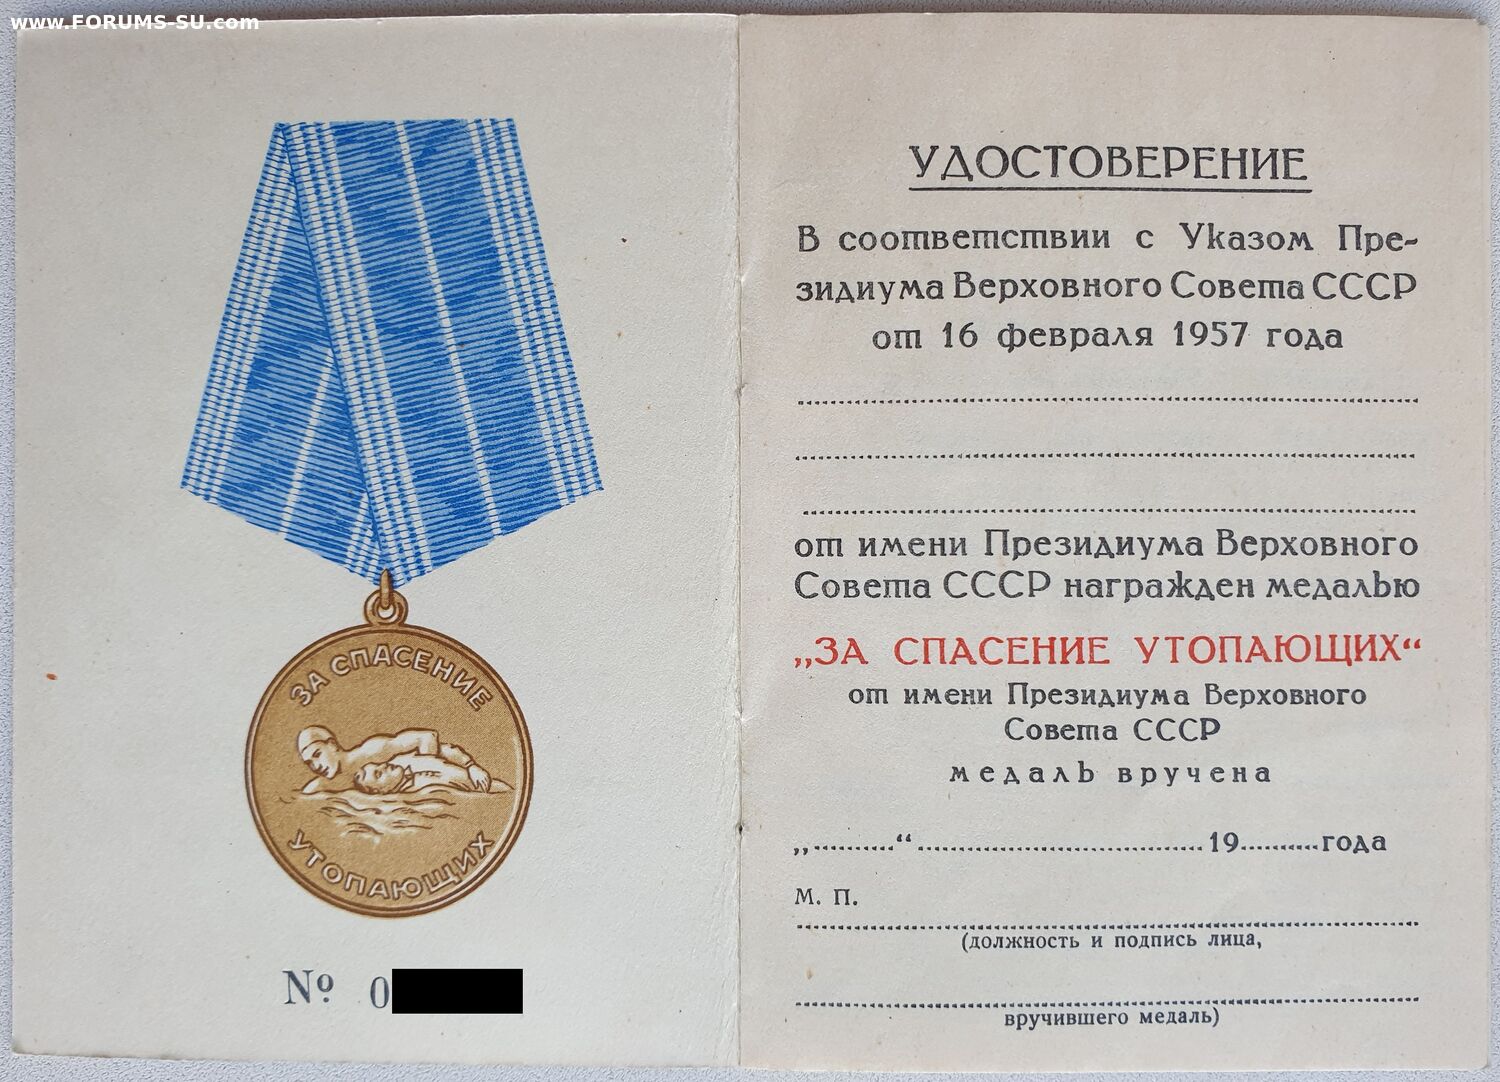 www.FORUMS-SU.com
ЗА СПАСЕНИЕ
УТОПАЮЩИХ
№ 0
УДОСТОВЕРЕНИЕ
В соответствии с Указом Пре-
зидиума Верховного Совета СССР
от 16 февраля 1957 года
от имени Президиума Верховного
Совета СССР награжден медалью
„ЗА СПАСЕНИЕ УТОПАЮЩИХ“
от имени Президиума Верховного
Совета СССР
медаль вручена
„..........“.................................19.........года
М. П.
(должность и подпись лица,
вручившего медаль)